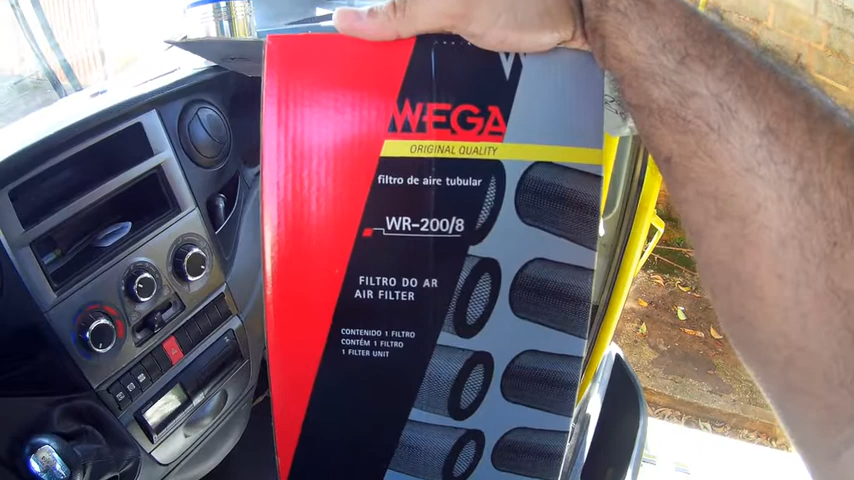 WEGA
ORIGINAL QUALITY
filtro de aire tubular
WR-200/8
FILTRO DO AR
AIR FILTER
CONTENIDO 1 FILTRO
CONTÉM 1 FILTRO
1 FILTER UNIT